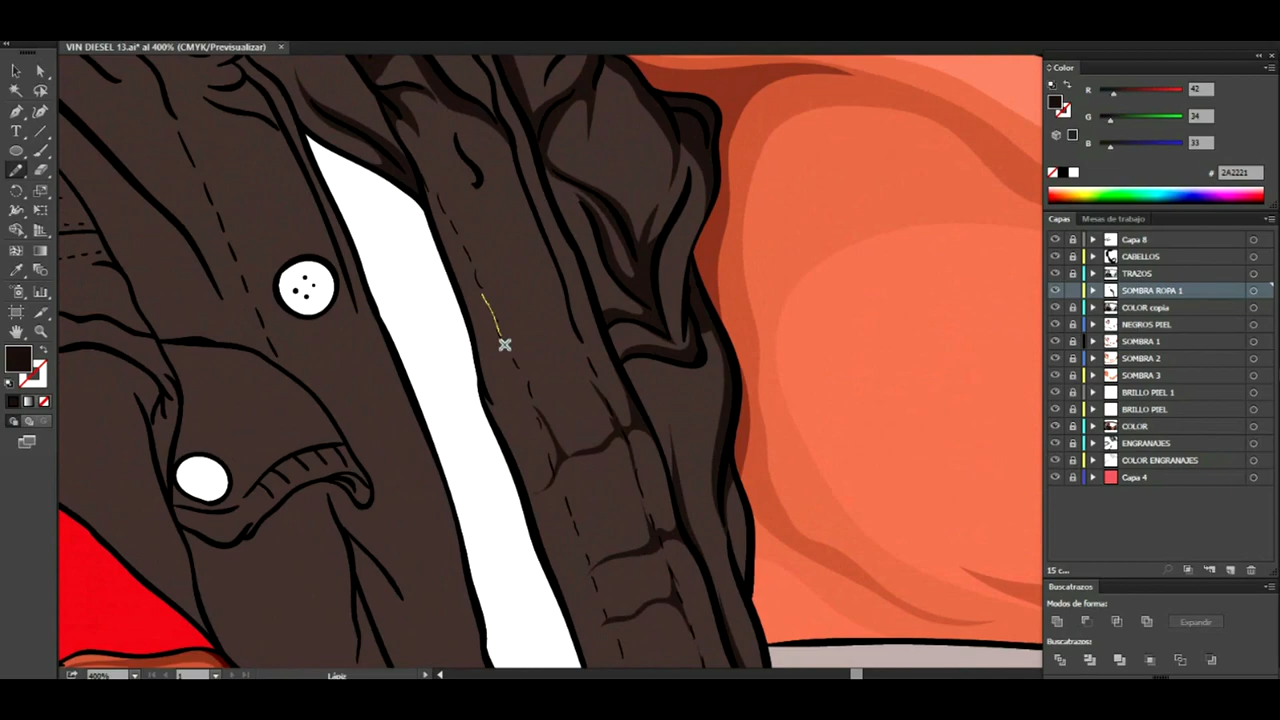 VIN DIESEL 13.ai* al 400% (CMYK/Previsualizar) ×
Color
R 42
G 34
B 33
# 2A2221
Capas Mesas de trabajo
Capa 8
CABELLOS
TRAZOS
SOMBRA ROPA 1
COLOR copia
NEGROS PIEL
SOMBRA 1
SOMBRA 2
SOMBRA 3
BRILLO PIEL 1
BRILLO PIEL
COLOR
ENGRANAJES
COLOR ENGRANAJES
Capa 4
15 c...
Buscatrazos
Modos de forma:
Expandir
Buscatrazos:
400% 1 Lápiz